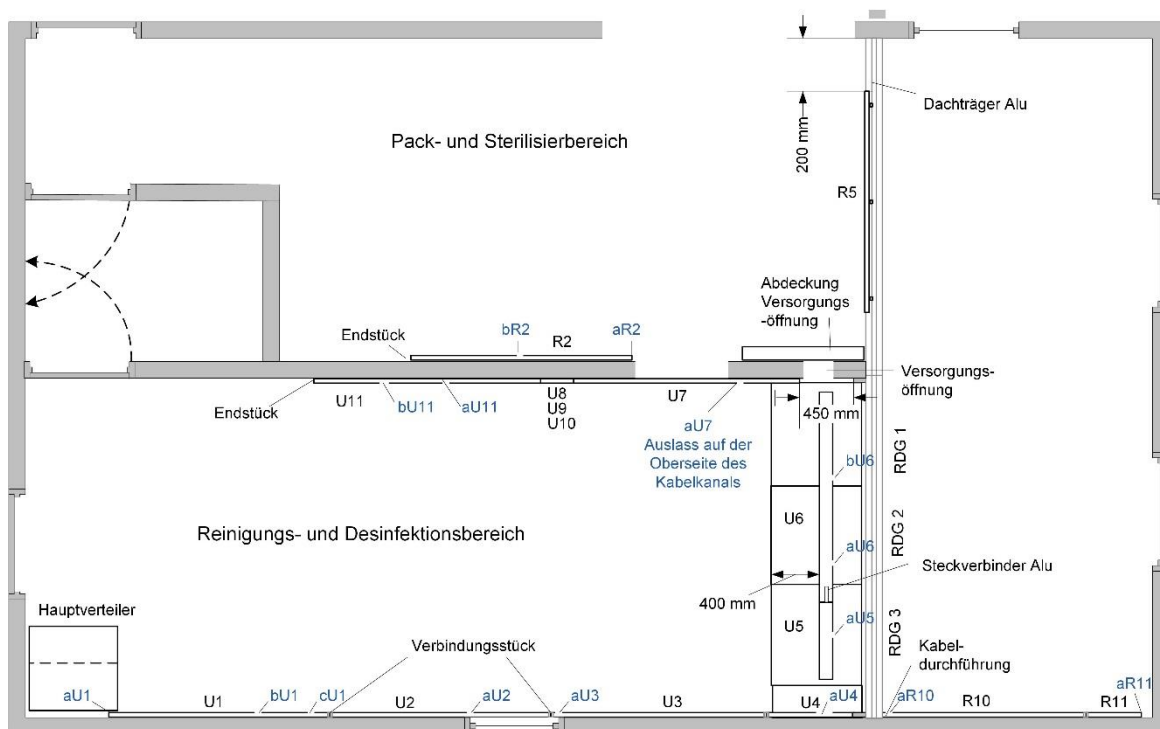 Dachträger Alu
200 mm
Pack- und Sterilisierbereich
R5
Abdeckung
Versorgungs
-öffnung
Endstück
bR2
R2
aR2
Versorgungs-
öffnung
Endstück
U11
bU11
aU11
U8
U9
U10
U7
450 mm
aU7
Auslass auf der
Oberseite des
Kabelkanals
bU6
RDG 1
Reinigungs- und Desinfektionsbereich
U6
aU6
RDG 2
Steckverbinder Alu
400 mm
Hauptverteiler
U5
aU5
RDG 3
Verbindungsstück
Kabel-
durchführung
aU1
U1
bU1
cU1
U2
aU2
aU3
U3
U4
aU4
aR10
R10
aR11
R11